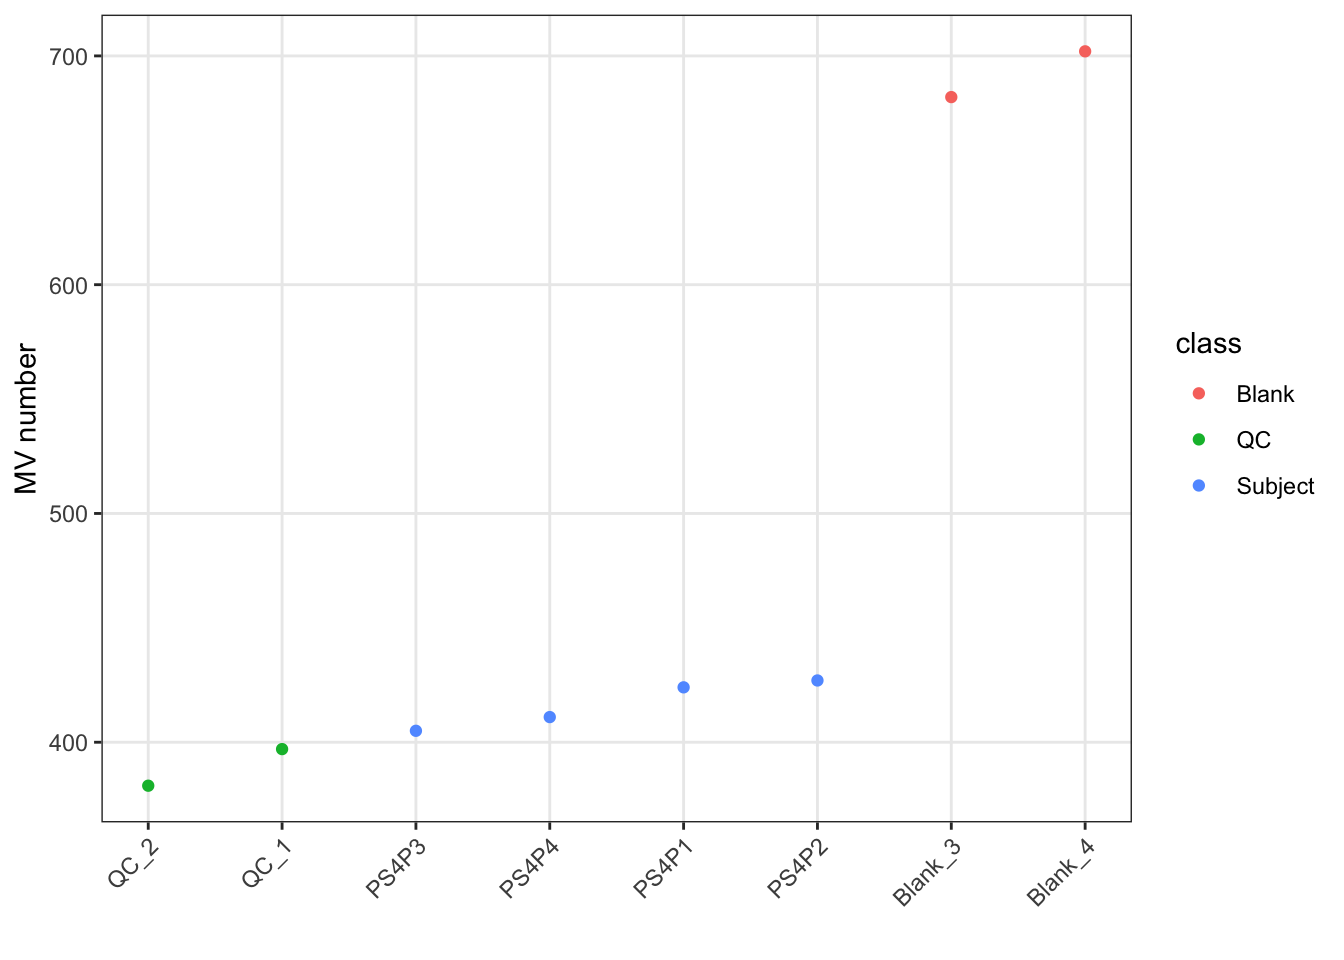 MV number
700
600
500
400
QC_2
QC_1
PS4P3
PS4P4
PS4P1
PS4P2
Blank_3
Blank_4
class
Blank
QC
Subject